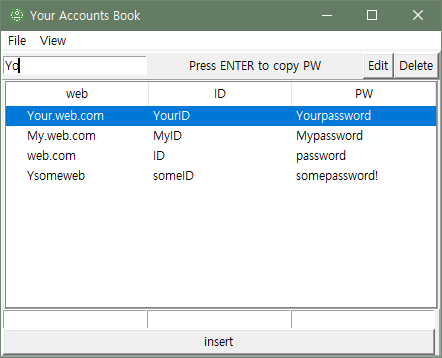 Your Accounts Book
File View
Yo Press ENTER to copy PW Edit Delete
web ID PW
Your.web.com YourID Yourpassword
My.web.com MyID Mypassword
web.com ID password
Ysomeweb someID somepassword!
insert